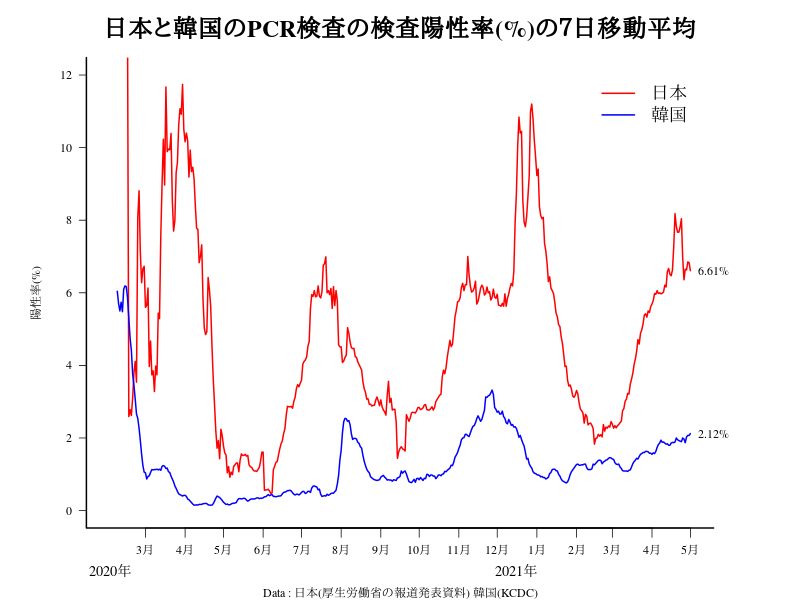 日本と韓国のPCR検査の検査陽性率(%)の7日移動平均
12
10
8
6
4
2
0
陽性率(%)
日本
韓国
6.61%
2.12%
3月 4月 5月 6月 7月 8月 9月 10月 11月 12月 1月 2月 3月 4月 5月
2020年 2021年
Data : 日本(厚生労働省の報道発表資料) 韓国(KCDC)